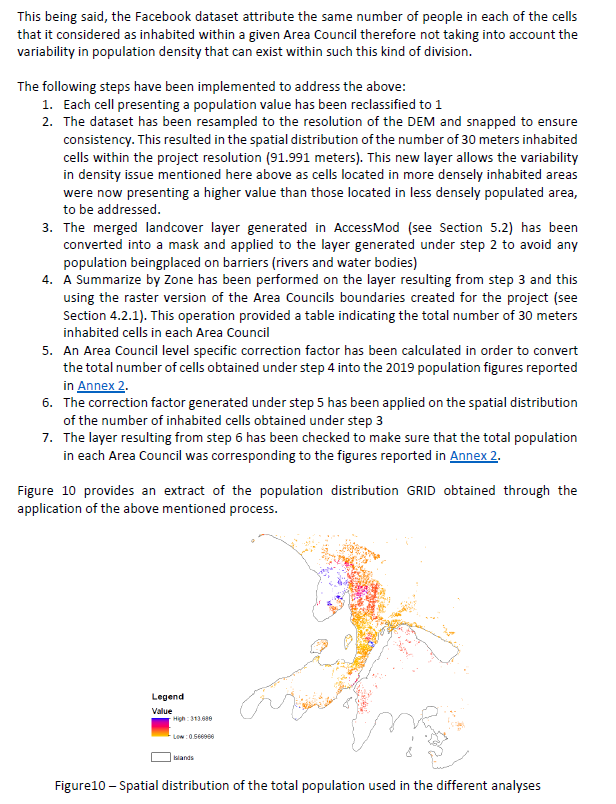 This being said, the Facebook dataset attribute the same number of people in each of the cells
that it considered as inhabited within a given Area Council therefore not taking into account the
variability in population density that can exist within such this kind of division.
The following steps have been implemented to address the above:
1. Each cell presenting a population value has been reclassified to 1
2. The dataset has been resampled to the resolution of the DEM and snapped to ensure
consistency. This resulted in the spatial distribution of the number of 30 meters inhabited
cells within the project resolution (91.991 meters). This new layer allows the variability
in density issue mentioned here above as cells located in more densely inhabited areas
were now presenting a higher value than those located in less densely populated area,
to be addressed.
3. The merged landcover layer generated in AccessMod (see Section 5.2) has been
converted into a mask and applied to the layer generated under step 2 to avoid any
population beingplaced on barriers (rivers and water bodies)
4. A Summarize by Zone has been performed on the layer resulting from step 3 and this
using the raster version of the Area Councils boundaries created for the project (see
Section 4.2.1). This operation provided a table indicating the total number of 30 meters
inhabited cells in each Area Council
5. An Area Council level specific correction factor has been calculated in order to convert
the total number of cells obtained under step 4 into the 2019 population figures reported
in Annex 2.
6. The correction factor generated under step 5 has been applied on the spatial distribution
of the number of inhabited cells obtained under step 3
7. The layer resulting from step 6 has been checked to make sure that the total population
in each Area Council was corresponding to the figures reported in Annex 2.
Figure 10 provides an extract of the population distribution GRID obtained through the
application of the above mentioned process.
Legend
Value
High : 313.689
Low : 0.566966
Islands
Figure10 – Spatial distribution of the total population used in the different analyses